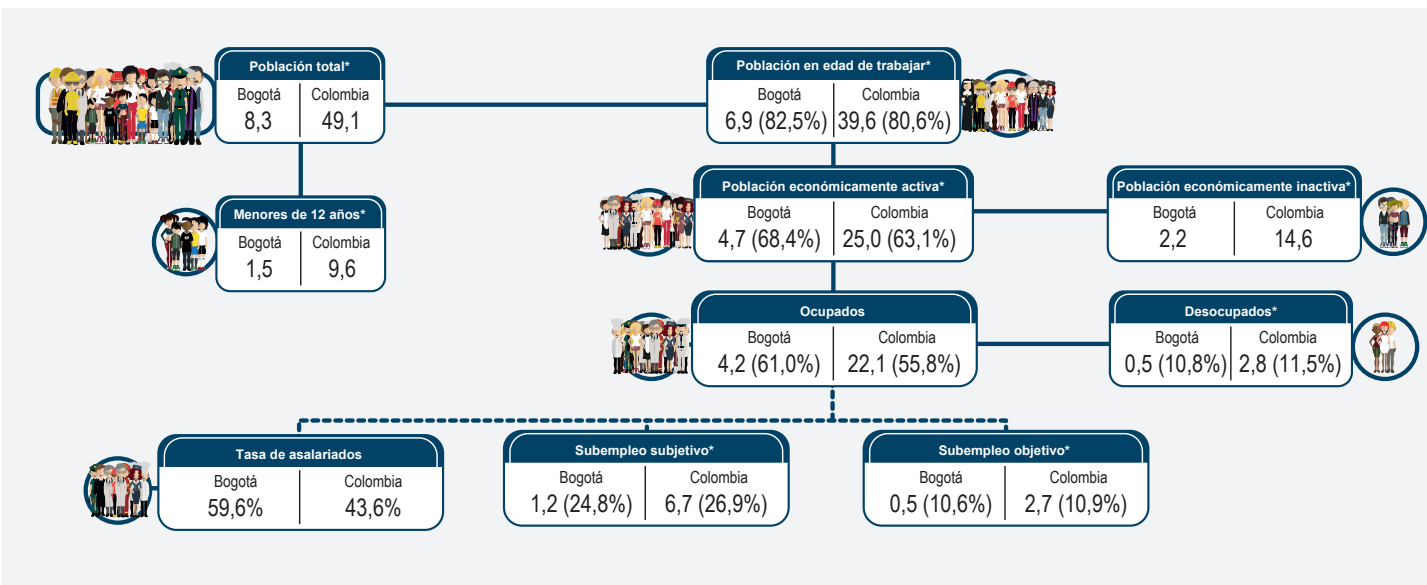 Población total*
Bogotá Colombia
8,3 49,1
Población en edad de trabajar*
Bogotá Colombia
6,9 (82,5%) 39,6 (80,6%)
Menores de 12 años*
Bogotá Colombia
1,5 9,6
Población económicamente activa*
Bogotá Colombia
4,7 (68,4%) 25,0 (63,1%)
Población económicamente inactiva*
Bogotá Colombia
2,2 14,6
Ocupados
Bogotá Colombia
4,2 (61,0%) 22,1 (55,8%)
Desocupados*
Bogotá Colombia
0,5 (10,8%) 2,8 (11,5%)
Tasa de asalariados
Bogotá Colombia
59,6% 43,6%
Subempleo subjetivo*
Bogotá Colombia
1,2 (24,8%) 6,7 (26,9%)
Subempleo objetivo*
Bogotá Colombia
0,5 (10,6%) 2,7 (10,9%)